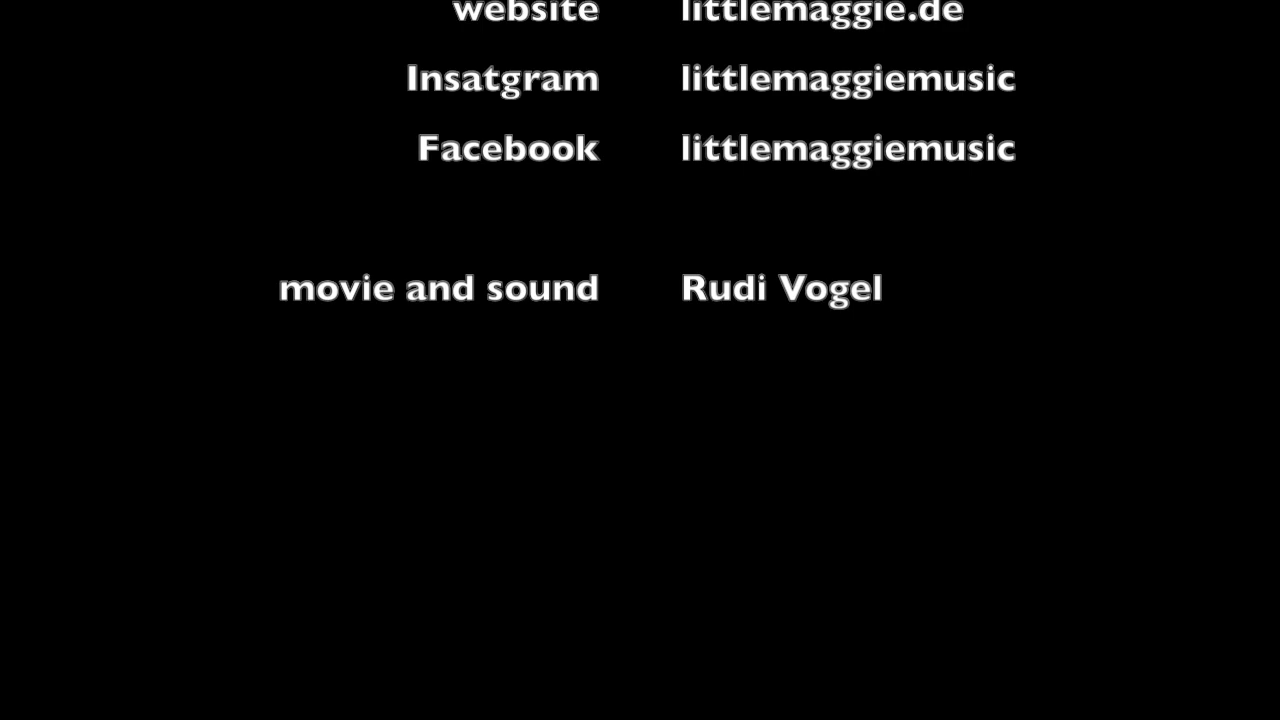 website littlemaggie.de
Insatgram littlemaggiemusic
Facebook littlemaggiemusic
movie and sound Rudi Vogel